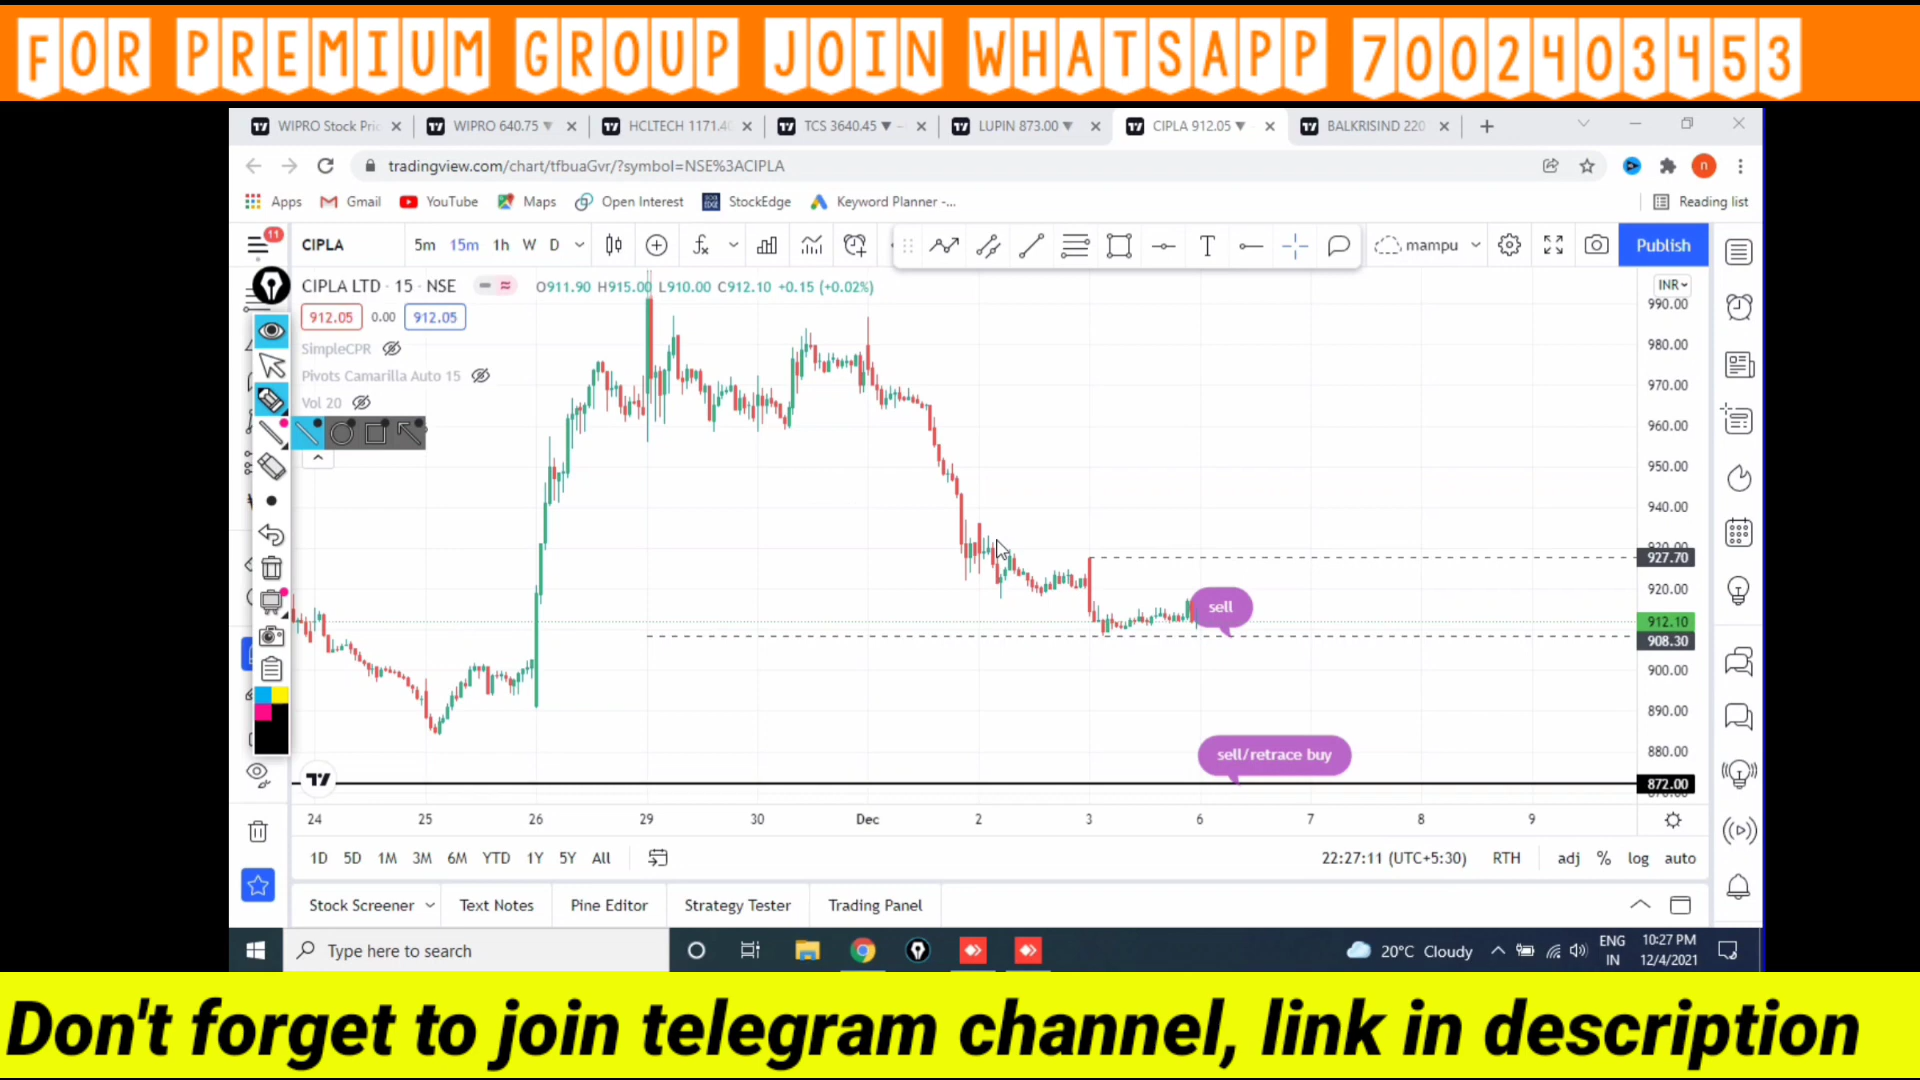 FOR PREMIUM GROUP JOIN WHATSAPP 7002403453
WIPRO Stock Pric
WIPRO 640.75 ▼
HCLTECH 1171.40
TCS 3640.45 ▼
LUPIN 873.00 ▼
CIPLA 912.05 ▼
BALKRISIND 220
tradingview.com/chart/tfbuaGvr/?symbol=NSE%3ACIPLA
n
Apps
Gmail
YouTube
Maps
Open Interest
StockEdge
Keyword Planner -...
Reading list
11
CIPLA
5m 15m 1h W D
mampu
Publish
CIPLA LTD · 15 · NSE
O911.90 H915.00 L910.00 C912.10 +0.15 (+0.02%)
INR
912.05 0.00 912.05
SimpleCPR
Pivots Camarilla Auto 15
Vol 20
990.00
980.00
970.00
960.00
950.00
940.00
927.70
920.00
912.10
908.30
900.00
890.00
880.00
872.00
sell
sell/retrace buy
24 25 26 29 30 Dec 2 3 6 7 8 9
1D 5D 1M 3M 6M YTD 1Y 5Y All
22:27:11 (UTC+5:30) RTH adj % log auto
Stock Screener Text Notes Pine Editor Strategy Tester Trading Panel
Type here to search
20°C Cloudy
ENG
IN
10:27 PM
12/4/2021
Don't forget to join telegram channel, link in description